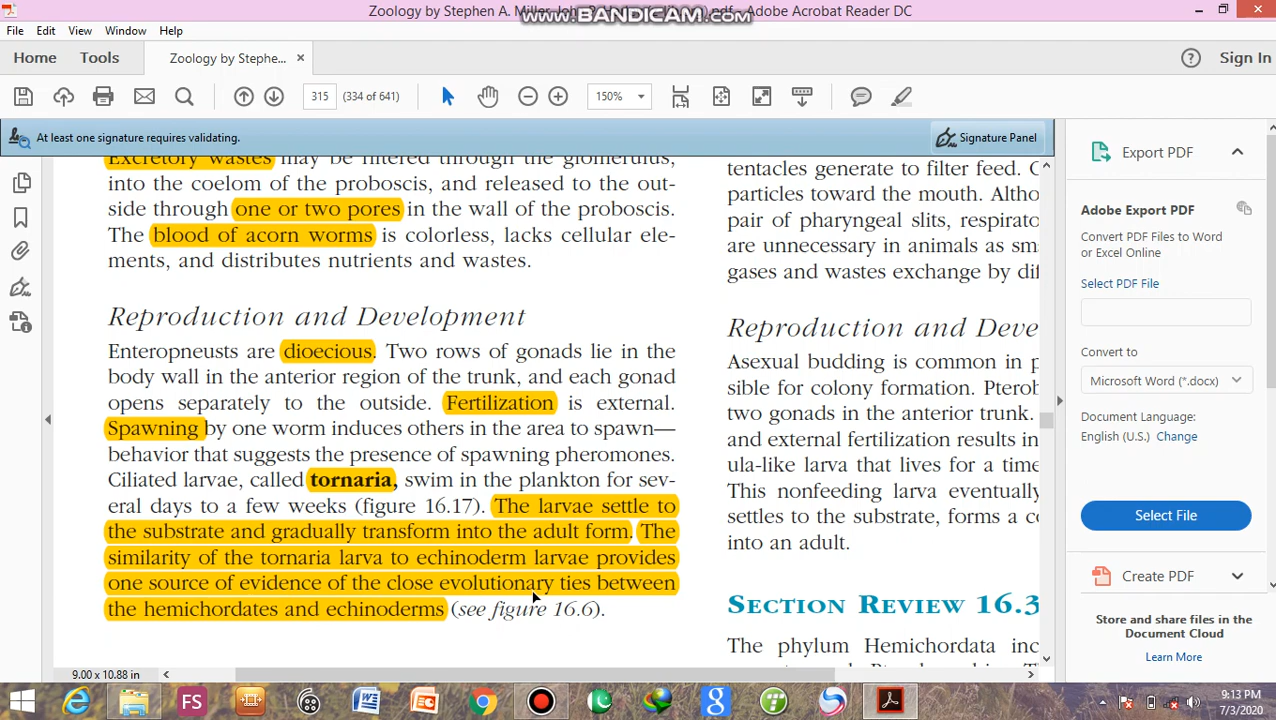 Zoology by Stephen A. Miller, John P.
.pdf - Adobe Acrobat Reader DC
www.BANDICAM.com
File Edit View Window Help
Home Tools Zoology by Stephe... × Sign In
315 (334 of 641) 150%
At least one signature requires validating. Signature Panel
Excretory wastes may be filtered through the glomerulus,
into the coelom of the proboscis, and released to the out-
side through one or two pores in the wall of the proboscis.
The blood of acorn worms is colorless, lacks cellular ele-
ments, and distributes nutrients and wastes.
Reproduction and Development
Enteropneusts are dioecious. Two rows of gonads lie in the
body wall in the anterior region of the trunk, and each gonad
opens separately to the outside. Fertilization is external.
Spawning by one worm induces others in the area to spawn—
behavior that suggests the presence of spawning pheromones.
Ciliated larvae, called tornaria, swim in the plankton for sev-
eral days to a few weeks (figure 16.17). The larvae settle to
the substrate and gradually transform into the adult form. The
similarity of the tornaria larva to echinoderm larvae provides
one source of evidence of the close evolutionary ties between
the hemichordates and echinoderms (see figure 16.6).
tentacles generate to filter feed. C
particles toward the mouth. Altho
pair of pharyngeal slits, respirato
are unnecessary in animals as sm
gases and wastes exchange by dif
Reproduction and Deve
Asexual budding is common in p
sible for colony formation. Pterob
two gonads in the anterior trunk.
and external fertilization results in
ula-like larva that lives for a time
This nonfeeding larva eventually
settles to the substrate, forms a co
into an adult.
SECTION REVIEW 16.3
The phylum Hemichordata inc
Export PDF
Adobe Export PDF
Convert PDF Files to Word
or Excel Online
Select PDF File
Convert to
Microsoft Word (*.docx)
Document Language:
English (U.S.) Change
Select File
Create PDF
Store and share files in the
Document Cloud
Learn More
9.00 x 10.88 in
FS
9:13 PM
7/3/2020